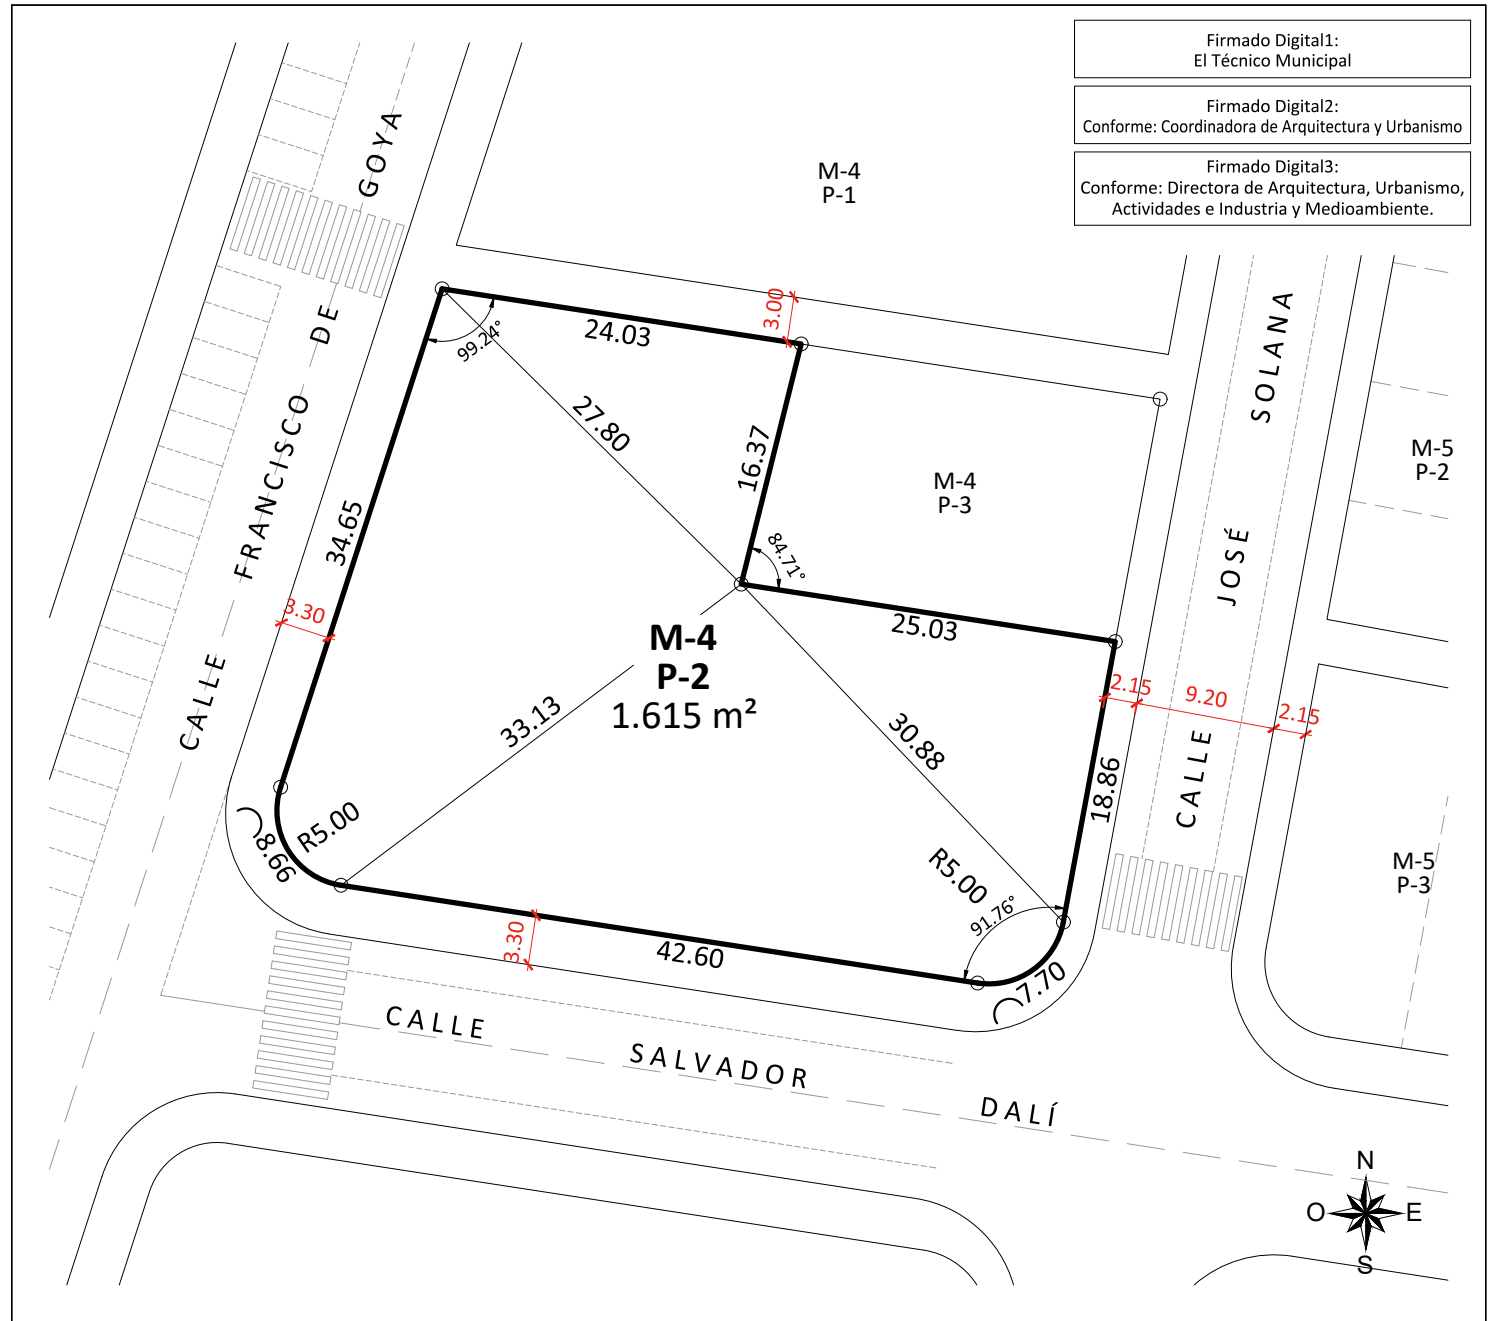 Firmado Digital1:
El Técnico Municipal
Firmado Digital2:
Conforme: Coordinadora de Arquitectura y Urbanismo
Firmado Digital3:
Conforme: Directora de Arquitectura, Urbanismo,
Actividades e Industria y Medioambiente.
M-4
P-1
CALLE FRANCISCO DE GOYA
3.00
24.03
99.24°
27.80
16.37
84.71°
M-4
P-3
CALLE JOSÉ SOLANA
M-5
P-2
34.65
3.30
25.03
M-4
P-2
1.615 m²
2.15
9.20
2.15
33.13
30.88
18.86
R5.00
8.66
R5.00
91.76°
7.70
M-5
P-3
3.30
42.60
CALLE SALVADOR DALÍ
N
O
E
S